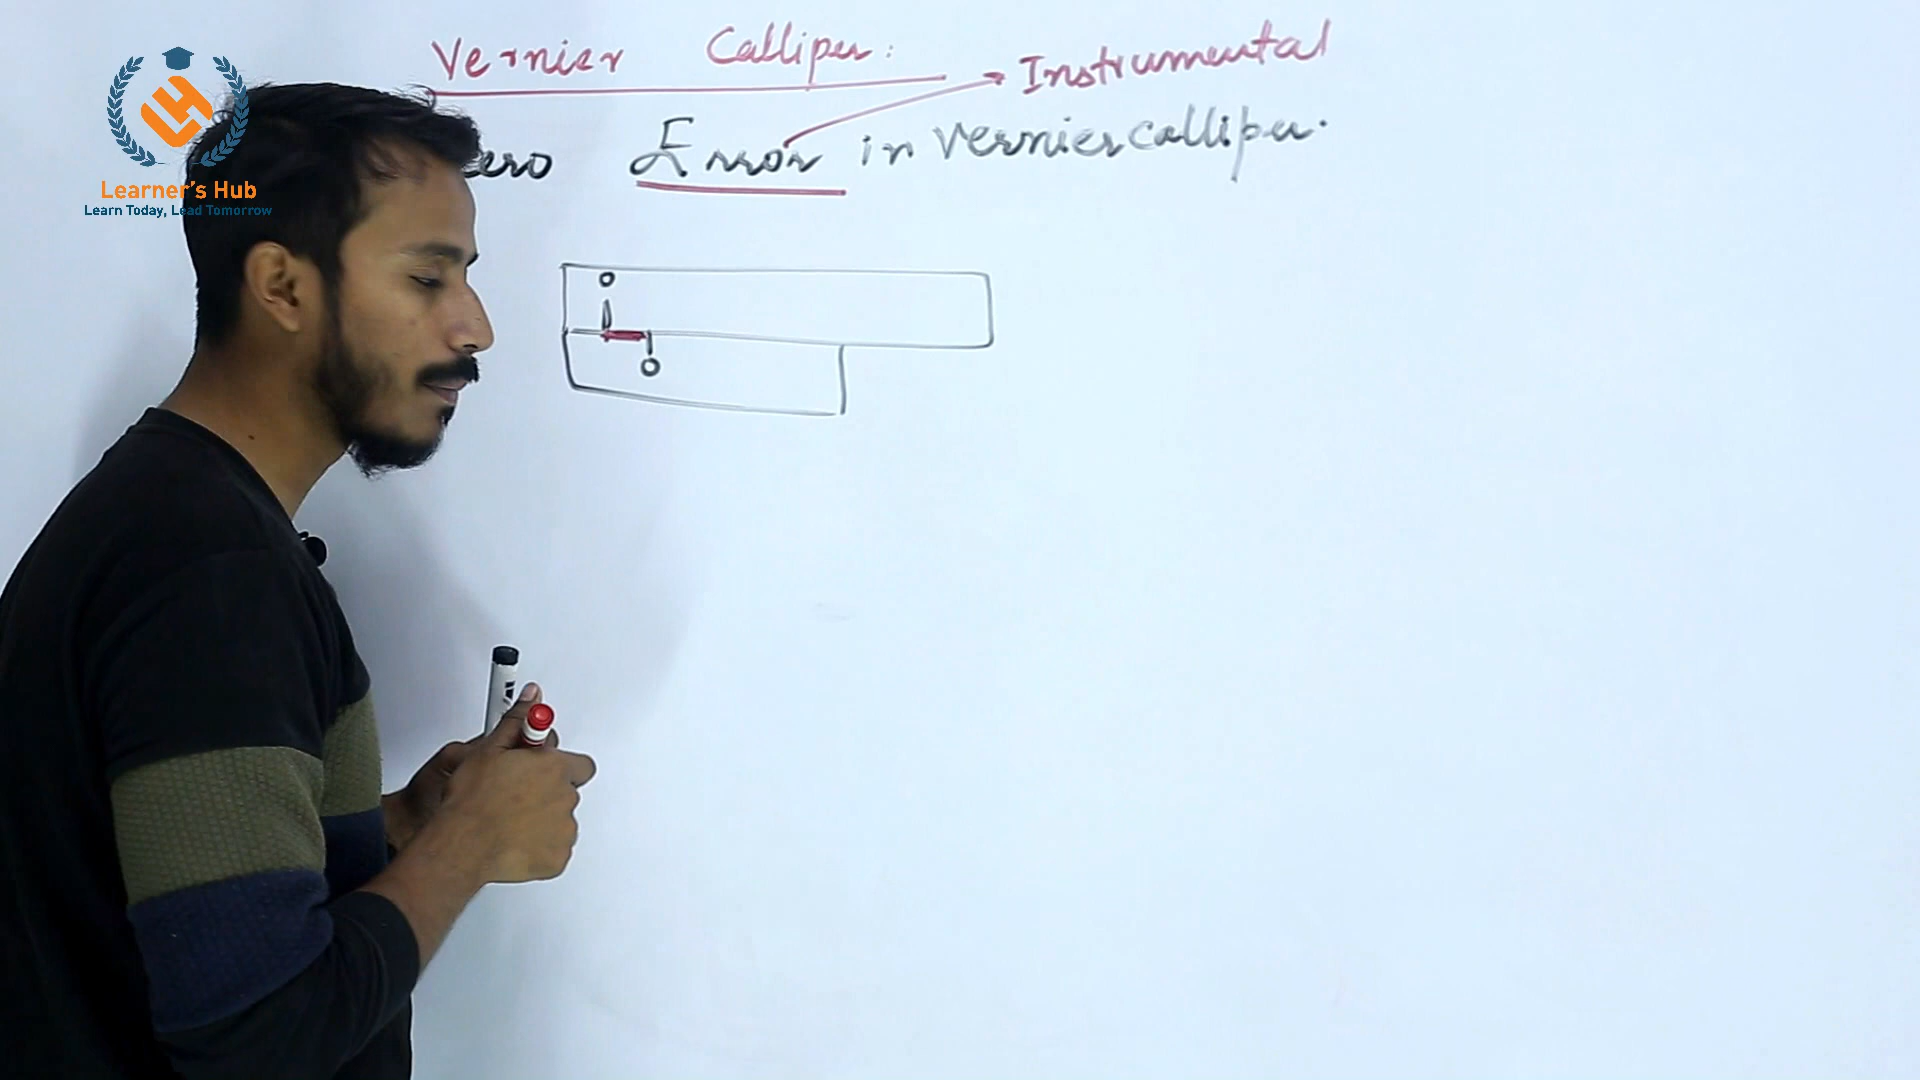 Vernier Calliper:
Instrumental
ero Error in Vernier calliper.
Learner's Hub
Learn Today, Lead Tomorrow
0
0